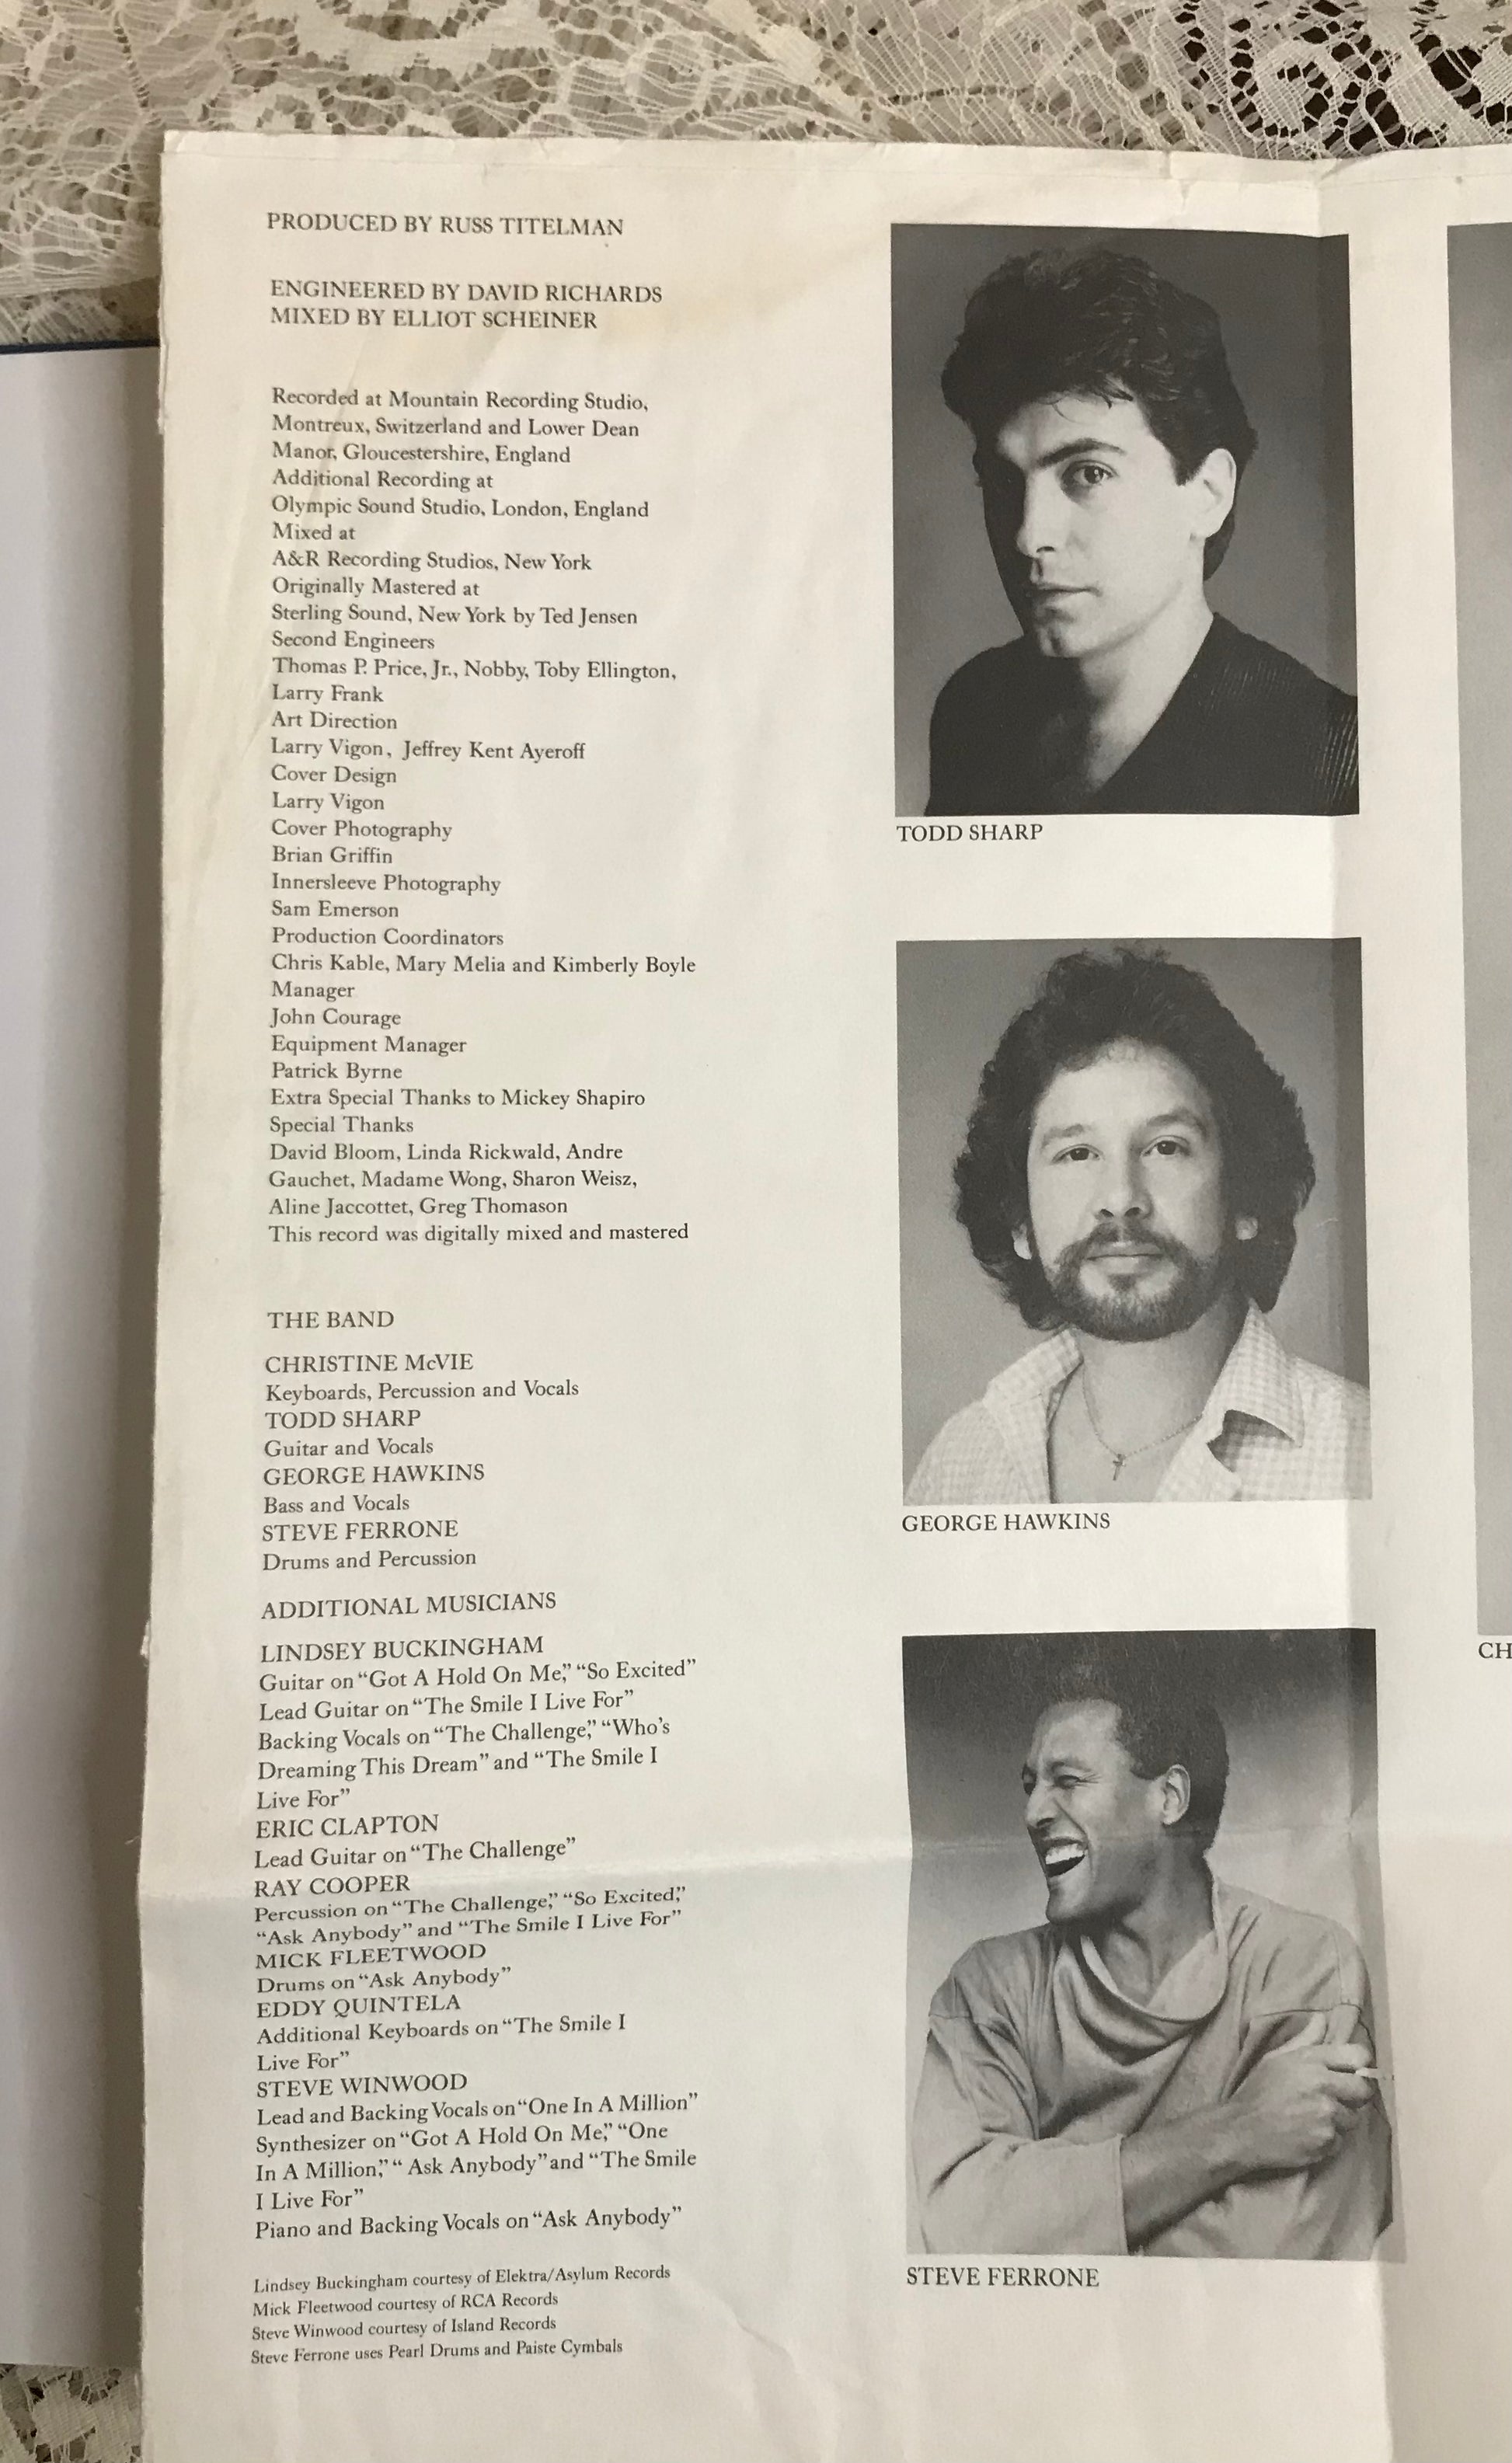 PRODUCED BY RUSS TITELMAN
ENGINEERED BY DAVID RICHARDS
MIXED BY ELLIOT SCHEINER
Recorded at Mountain Recording Studio,
Montreux, Switzerland and Lower Dean
Manor, Gloucestershire, England
Additional Recording at
Olympic Sound Studio, London, England
Mixed at
A&R Recording Studios, New York
Originally Mastered at
Sterling Sound, New York by Ted Jensen
Second Engineers
Thomas P. Price, Jr., Nobby, Toby Ellington,
Larry Frank
Art Direction
Larry Vigon, Jeffrey Kent Ayeroff
Cover Design
Larry Vigon
Cover Photography
Brian Griffin
Innersleeve Photography
Sam Emerson
Production Coordinators
Chris Kable, Mary Melia and Kimberly Boyle
Manager
John Courage
Equipment Manager
Patrick Byrne
Extra Special Thanks to Mickey Shapiro
Special Thanks
David Bloom, Linda Rickwald, Andre
Gauchet, Madame Wong, Sharon Weisz,
Aline Jaccottet, Greg Thomason
This record was digitally mixed and mastered
THE BAND
CHRISTINE McVIE
Keyboards, Percussion and Vocals
TODD SHARP
Guitar and Vocals
GEORGE HAWKINS
Bass and Vocals
STEVE FERRONE
Drums and Percussion
ADDITIONAL MUSICIANS
LINDSEY BUCKINGHAM
Guitar on “Got A Hold On Me,” “So Excited”
Lead Guitar on “The Smile I Live For”
Backing Vocals on “The Challenge,” “Who’s
Dreaming This Dream” and “The Smile I
Live For”
ERIC CLAPTON
Lead Guitar on “The Challenge”
RAY COOPER
Percussion on “The Challenge,” “So Excited,”
“Ask Anybody” and “The Smile I Live For”
MICK FLEETWOOD
Drums on “Ask Anybody”
EDDY QUINTELA
Additional Keyboards on “The Smile I
Live For”
STEVE WINWOOD
Lead and Backing Vocals on “One In A Million”
Synthesizer on “Got A Hold On Me,” “One
In A Million,” “Ask Anybody” and “The Smile
I Live For”
Piano and Backing Vocals on “Ask Anybody”
Lindsey Buckingham courtesy of Elektra/Asylum Records
Mick Fleetwood courtesy of RCA Records
Steve Winwood courtesy of Island Records
Steve Ferrone uses Pearl Drums and Paiste Cymbals
TODD SHARP
GEORGE HAWKINS
STEVE FERRONE
CH